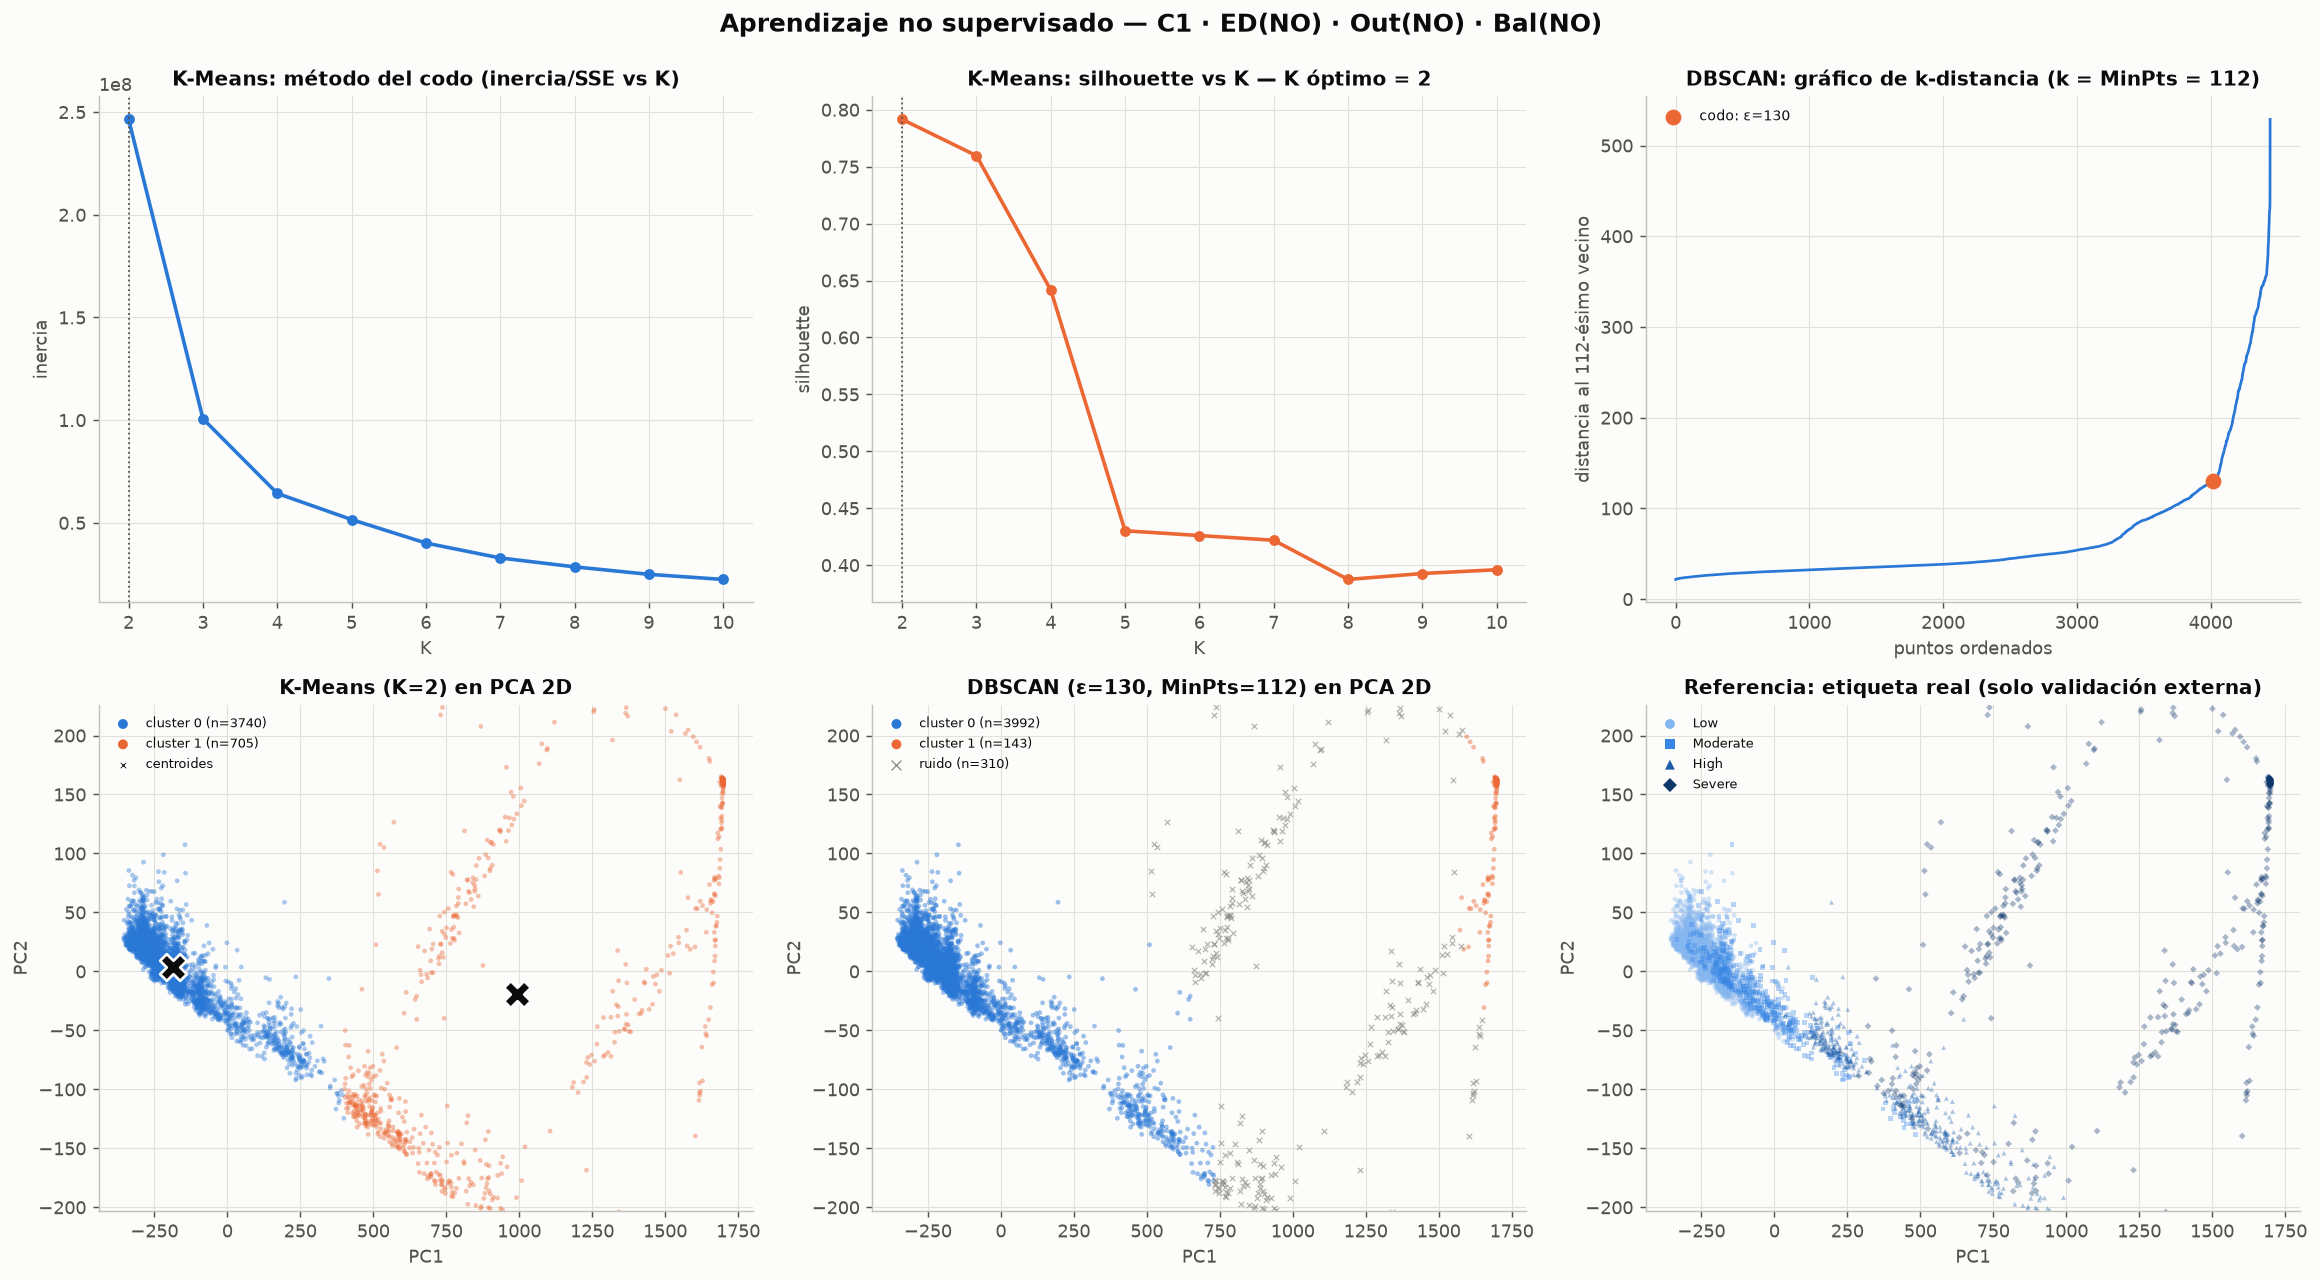 Aprendizaje no supervisado — C1 · ED(NO) · Out(NO) · Bal(NO)
K-Means: método del codo (inercia/SSE vs K)
1e8
2.5
2.0
1.5
1.0
0.5
inercia
2 3 4 5 6 7 8 9 10
K
K-Means: silhouette vs K — K óptimo = 2
0.80
0.75
0.70
0.65
0.60
0.55
0.50
0.45
0.40
silhouette
2 3 4 5 6 7 8 9 10
K
DBSCAN: gráfico de k-distancia (k = MinPts = 112)
codo: ε=130
500
400
300
200
100
0
distancia al 112-ésimo vecino
0 1000 2000 3000 4000
puntos ordenados
K-Means (K=2) en PCA 2D
cluster 0 (n=3740)
cluster 1 (n=705)
centroides
200
150
100
50
0
−50
−100
−150
−200
PC2
−250 0 250 500 750 1000 1250 1500 1750
PC1
DBSCAN (ε=130, MinPts=112) en PCA 2D
cluster 0 (n=3992)
cluster 1 (n=143)
ruido (n=310)
200
150
100
50
0
−50
−100
−150
−200
PC2
−250 0 250 500 750 1000 1250 1500 1750
PC1
Referencia: etiqueta real (solo validación externa)
Low
Moderate
High
Severe
200
150
100
50
0
−50
−100
−150
−200
PC2
−250 0 250 500 750 1000 1250 1500 1750
PC1